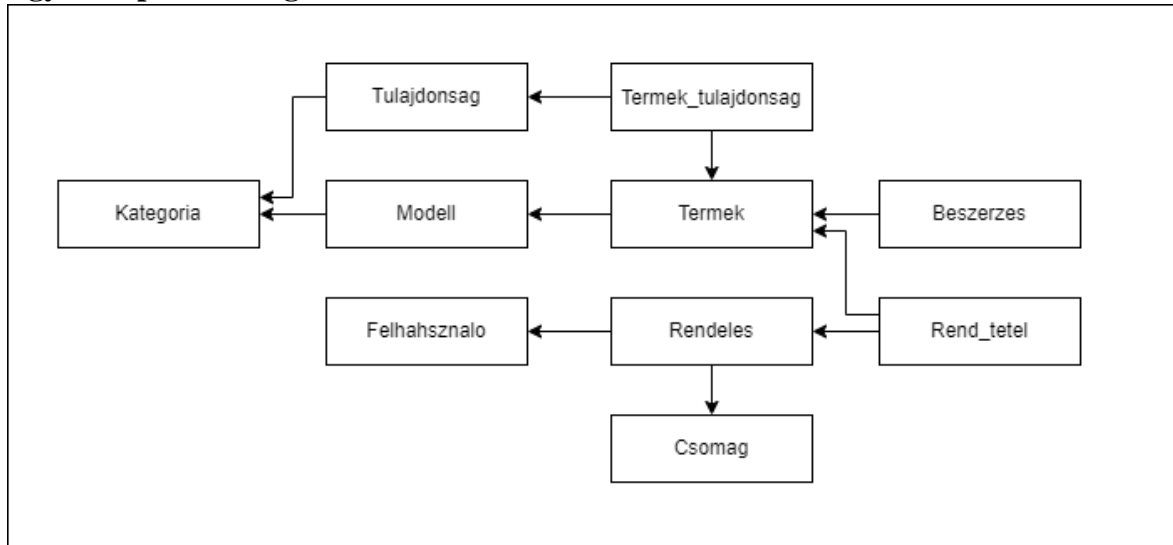 Tulajdonsag
Termek_tulajdonsag
Kategoria
Modell
Termek
Beszerzes
Felhahsznalo
Rendeles
Rend_tetel
Csomag